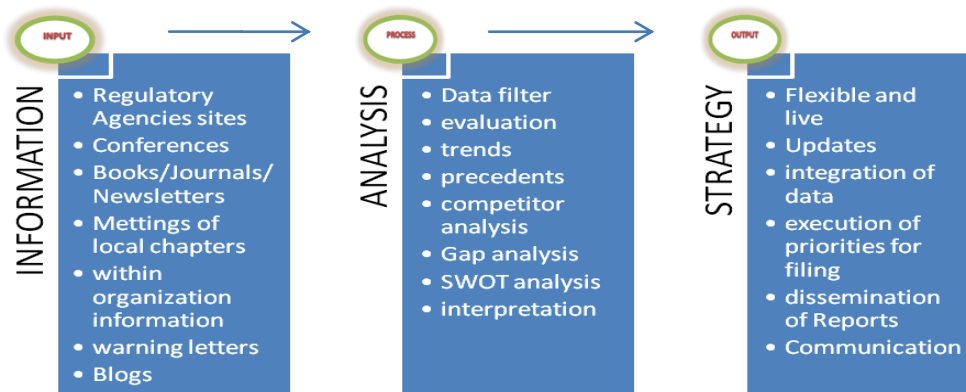 INPUT
INFORMATION
• Regulatory
Agencies sites
• Conferences
• Books/Journals/
Newsletters
• Mettings of
local chapters
• within
organization
information
• warning letters
• Blogs
PROCESS
ANALYSIS
• Data filter
• evaluation
• trends
• precedents
• competitor
analysis
• Gap analysis
• SWOT analysis
• interpretation
OUTPUT
STRATEGY
• Flexible and
live
• Updates
• integration of
data
• execution of
priorities for
filing
• dissemination
of Reports
• Communication